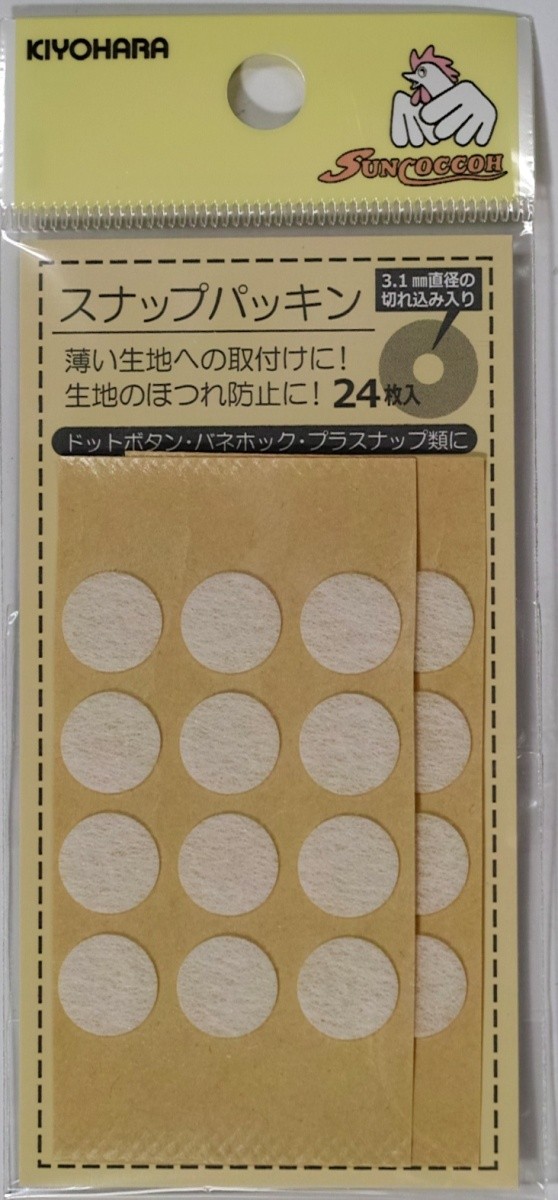 KIYOHARA
SUNCOCCOH
スナップパッキン
3.1㎜直径の
切れ込み入り
薄い生地への取付けに！
生地のほつれ防止に！ 24枚入
ドットボタン・バネホック・プラスナップ類に